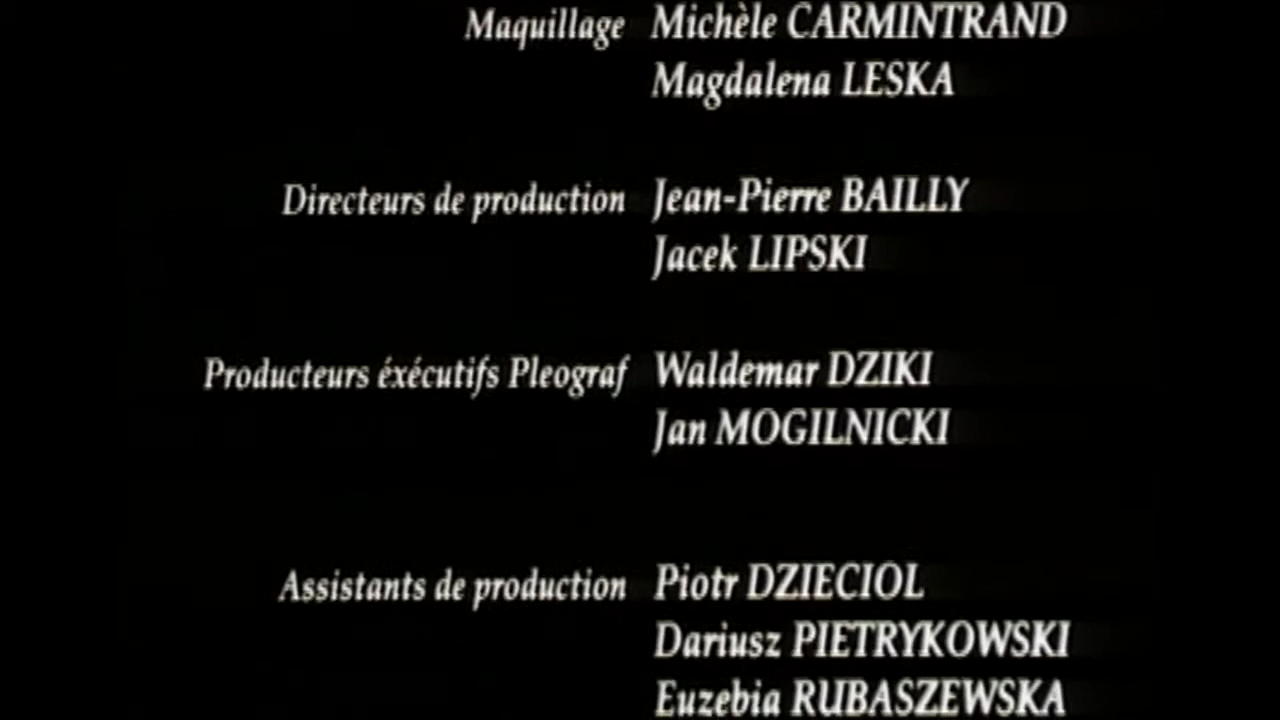 Maquillage Michèle CARMINTRAND
Magdalena LESKA
Directeurs de production Jean-Pierre BAILLY
Jacek LIPSKI
Producteurs éxécutifs Pleograf Waldemar DZIKI
Jan MOGILNICKI
Assistants de production Piotr DZIECIOL
Dariusz PIETRYKOWSKI
Euzebia RUBASZEWSKA